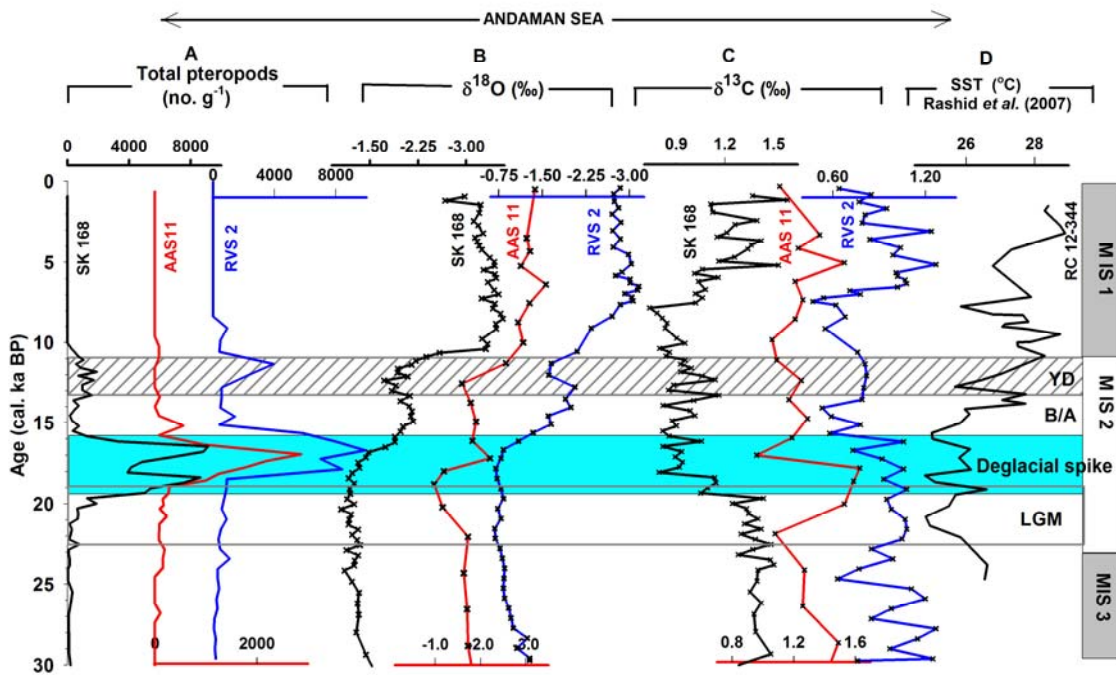 ANDAMAN SEA
A B C D
Total pteropods
(no. g-1)
δ18O (‰)
δ13C (‰)
SST (oC)
Rashid et al. (2007)
0 4000 8000
0 4000 8000
-1.50 -2.25 -3.00
-0.75 -1.50 -2.25 -3.00
0.9 1.2 1.5
0.60 1.20
26 28
SK 168
AAS11
RVS 2
SK 168
AAS 11
RVS 2
SK 168
AAS 11
RVS 2
RC 12-344
Age (cal. ka BP)
0
5
10
15
20
25
30
YD
B/A
Deglacial spike
LGM
MIS 1
MIS 2
MIS 3
0 2000
-1.0 -2.0 -3.0
0.8 1.2 1.6